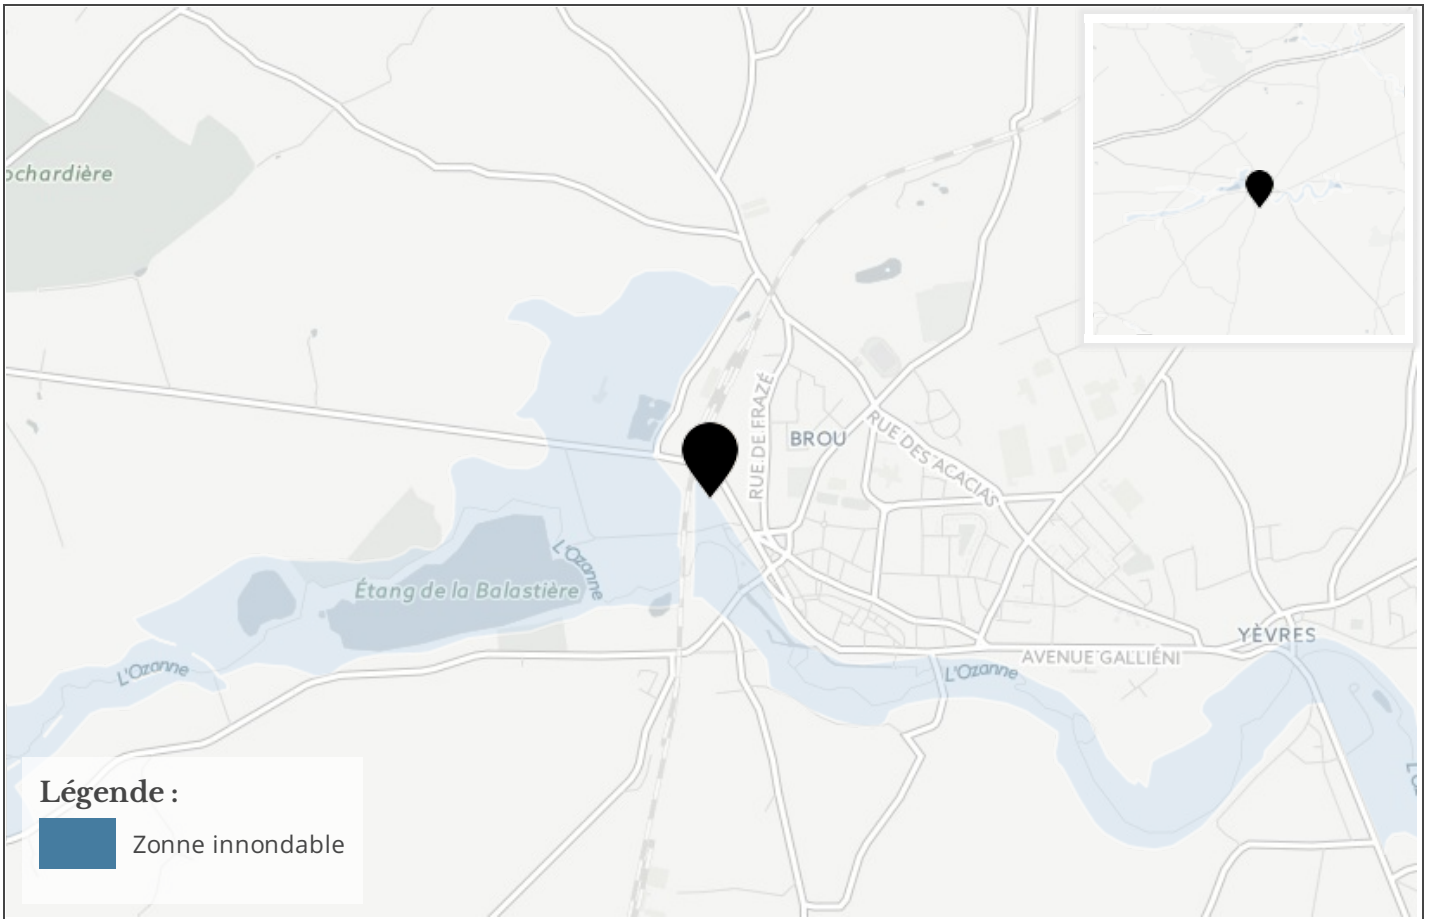 ochardière
RUE DE FRAZÉ
BROU
RUE DES ACACIAS
L'Ozanne
Étang de la Balastière
YÈVRES
AVENUE GALLIÉNI
L'Ozanne
L'Ozanne
Légende :
Zonne innondable